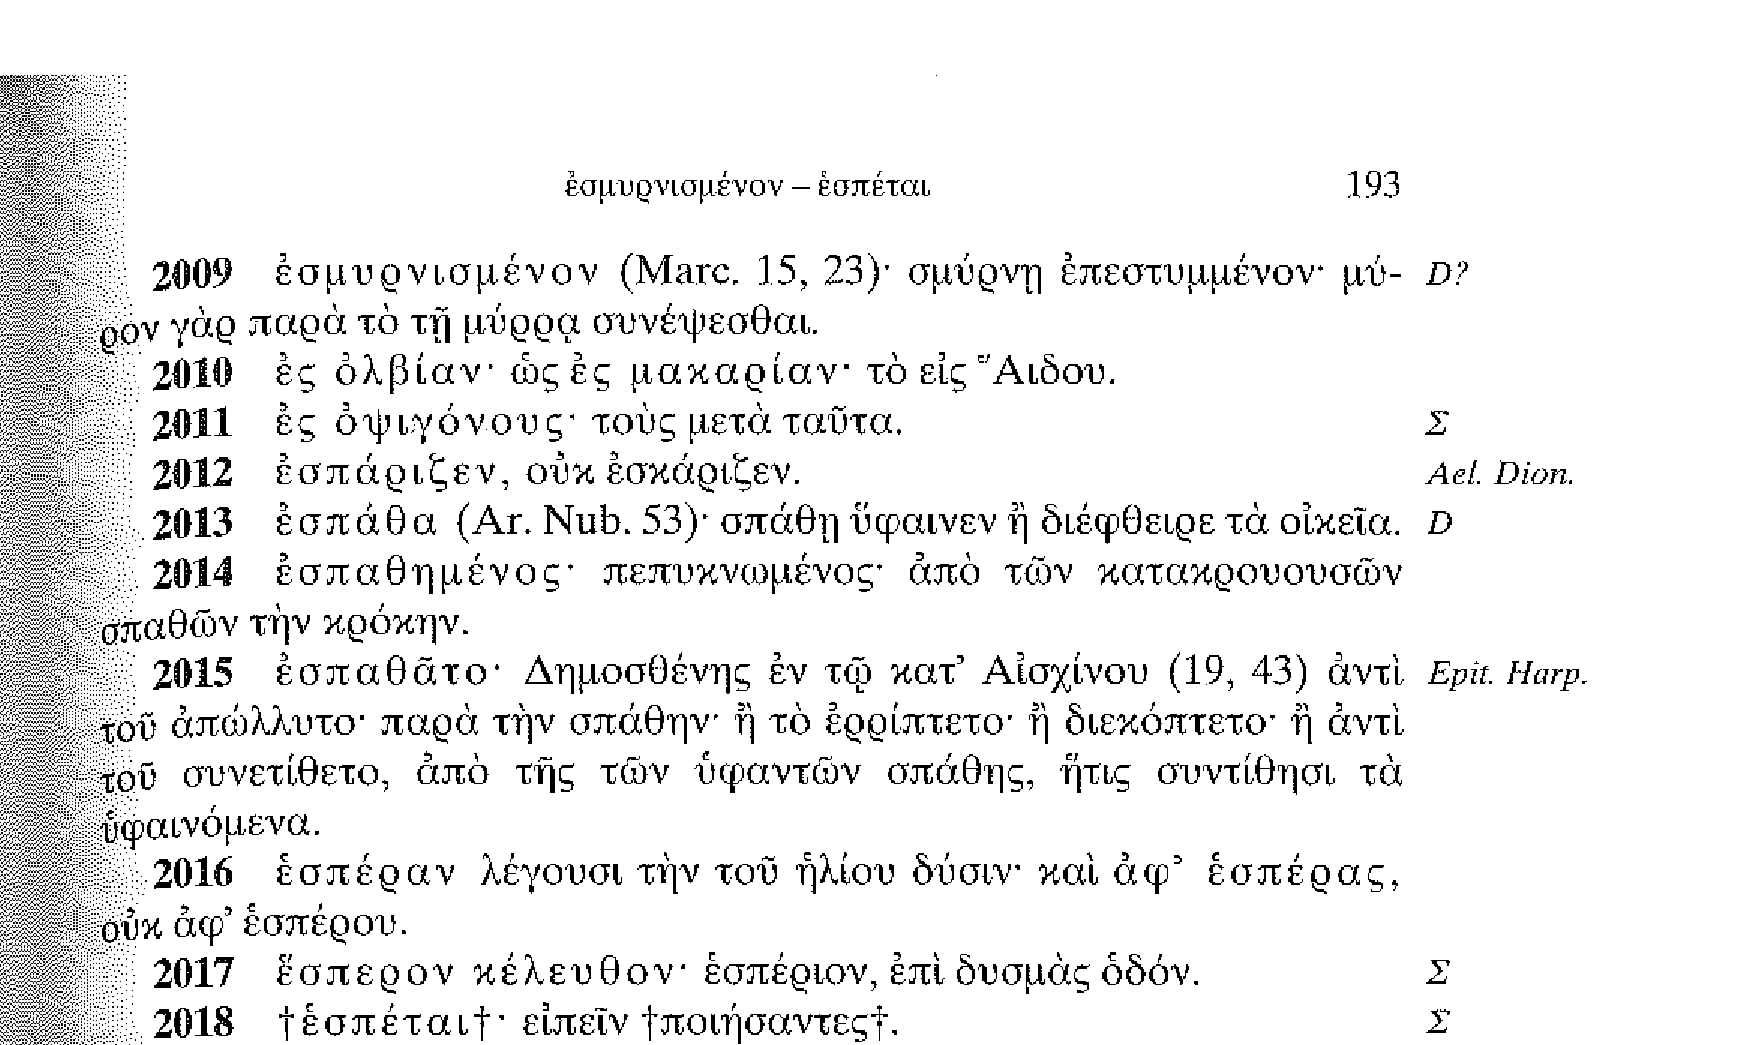 ἐσμυρνισμένον – ἑσπέται 193
2009 ἐσμυρνισμένον (Marc. 15, 23)· σμύρνῃ ἐπεστυμμένον· μύ- D?
ρον γὰρ παρὰ τὸ τῇ μύρρᾳ συνέψεσθαι.
2010 ἐς ὀλβίαν· ὡς ἐς μακαρίαν· τὸ εἰς Ἅιδου.
2011 ἐς ὀψιγόνους· τοὺς μετὰ ταῦτα. Σ
2012 ἐσπάριζεν, οὐκ ἐσκάριζεν. Ael. Dion.
2013 ἐσπάθα (Ar. Nub. 53)· σπάθῃ ὕφαινεν ἢ διέφθειρε τὰ οἰκεῖα. D
2014 ἐσπαθημένος· πεπυκνωμένος· ἀπὸ τῶν κατακρουουσῶν
σπαθῶν τὴν κρόκην.
2015 ἐσπαθᾶτο· Δημοσθένης ἐν τῷ κατ’ Αἰσχίνου (19, 43) ἀντὶ Epit. Harp.
τοῦ ἀπώλλυτο· παρὰ τὴν σπάθην· ἢ τὸ ἐρρίπτετο· ἢ διεκόπτετο· ἢ ἀντὶ
τοῦ συνετίθετο, ἀπὸ τῆς τῶν ὑφαντῶν σπάθης, ἥτις συντίθησι τὰ
ὑφαινόμενα.
2016 ἑσπέραν λέγουσι τὴν τοῦ ἡλίου δύσιν· καὶ ἀφ’ ἑσπέρας,
οὐκ ἀφ’ ἑσπέρου.
2017 ἕσπερον κέλευθον· ἑσπέριον, ἐπὶ δυσμὰς ὁδόν. Σ
2018 †ἑσπέται†· εἰπεῖν †ποιήσαντες†. Σ